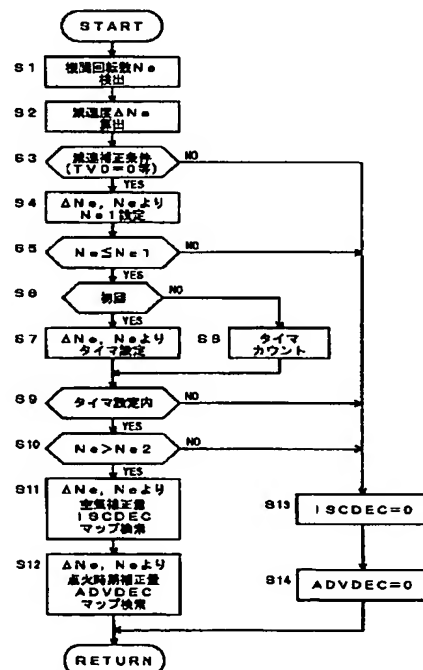 START
S1
機関回転数Ne
検出
S2
減速度ΔNe
算出
S3
減速補正条件
(TVO=0等)
NO
YES
S4
ΔNe, Neより
Ne1設定
S5
Ne≤Ne1
NO
YES
S6
初回
NO
YES
S7
ΔNe, Neより
タイマ設定
S8
タイマ
カウント
S9
タイマ設定内
NO
YES
S10
Ne>Ne2
NO
YES
S11
ΔNe, Neより
空気補正量
ISCDEC
マップ検索
S12
ΔNe, Neより
点火時期補正量
ADVDEC
マップ検索
S13
ISCDEC=0
S14
ADVDEC=0
RETURN